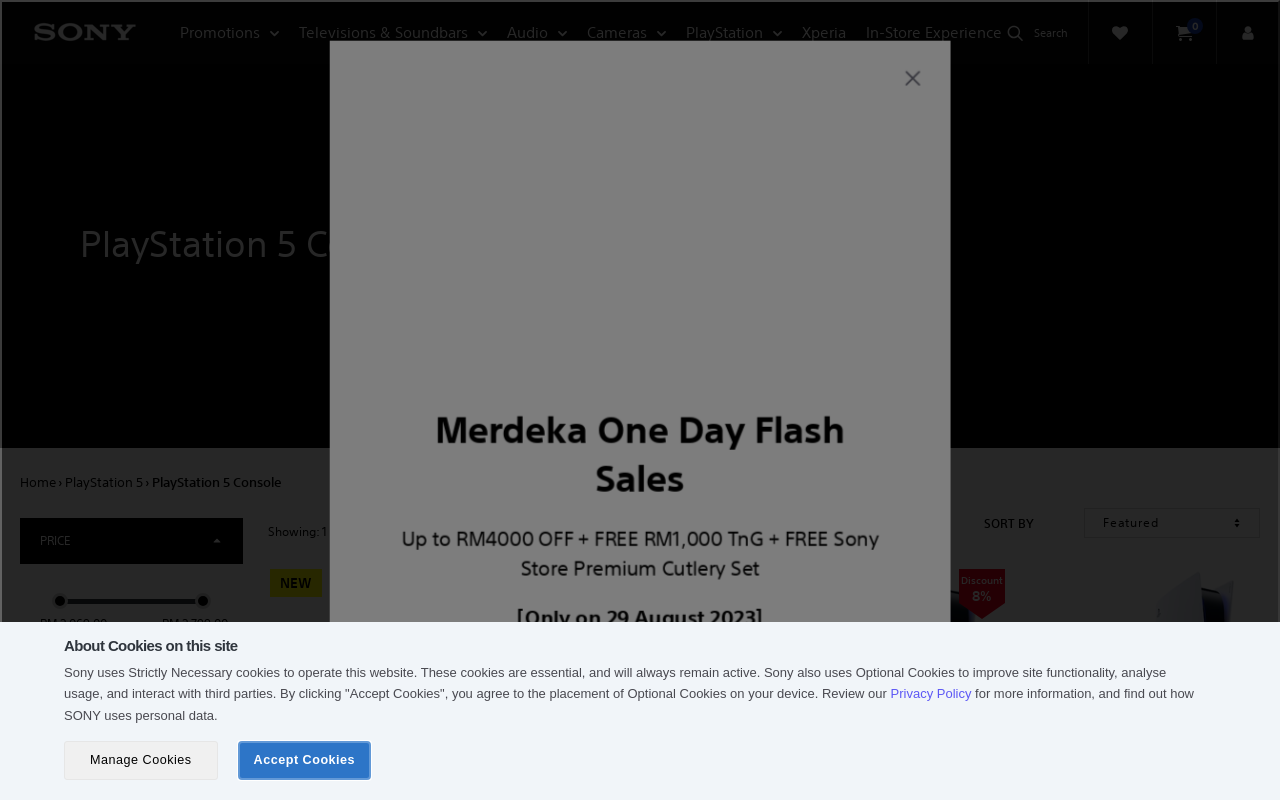 SONY
Promotions Televisions & Soundbars Audio Cameras PlayStation Xperia In-Store Experience Search 0
PlayStation 5 C
Merdeka One Day Flash
Sales
Up to RM4000 OFF + FREE RM1,000 TnG + FREE Sony
Store Premium Cutlery Set
[Only on 29 August 2023]
Home › PlayStation 5 › PlayStation 5 Console
PRICE
Showing: 1
SORT BY
Featured
NEW
Discount
8%
About Cookies on this site
Sony uses Strictly Necessary cookies to operate this website. These cookies are essential, and will always remain active. Sony also uses Optional Cookies to improve site functionality, analyse
usage, and interact with third parties. By clicking "Accept Cookies", you agree to the placement of Optional Cookies on your device. Review our Privacy Policy for more information, and find out how
SONY uses personal data.
Manage Cookies
Accept Cookies